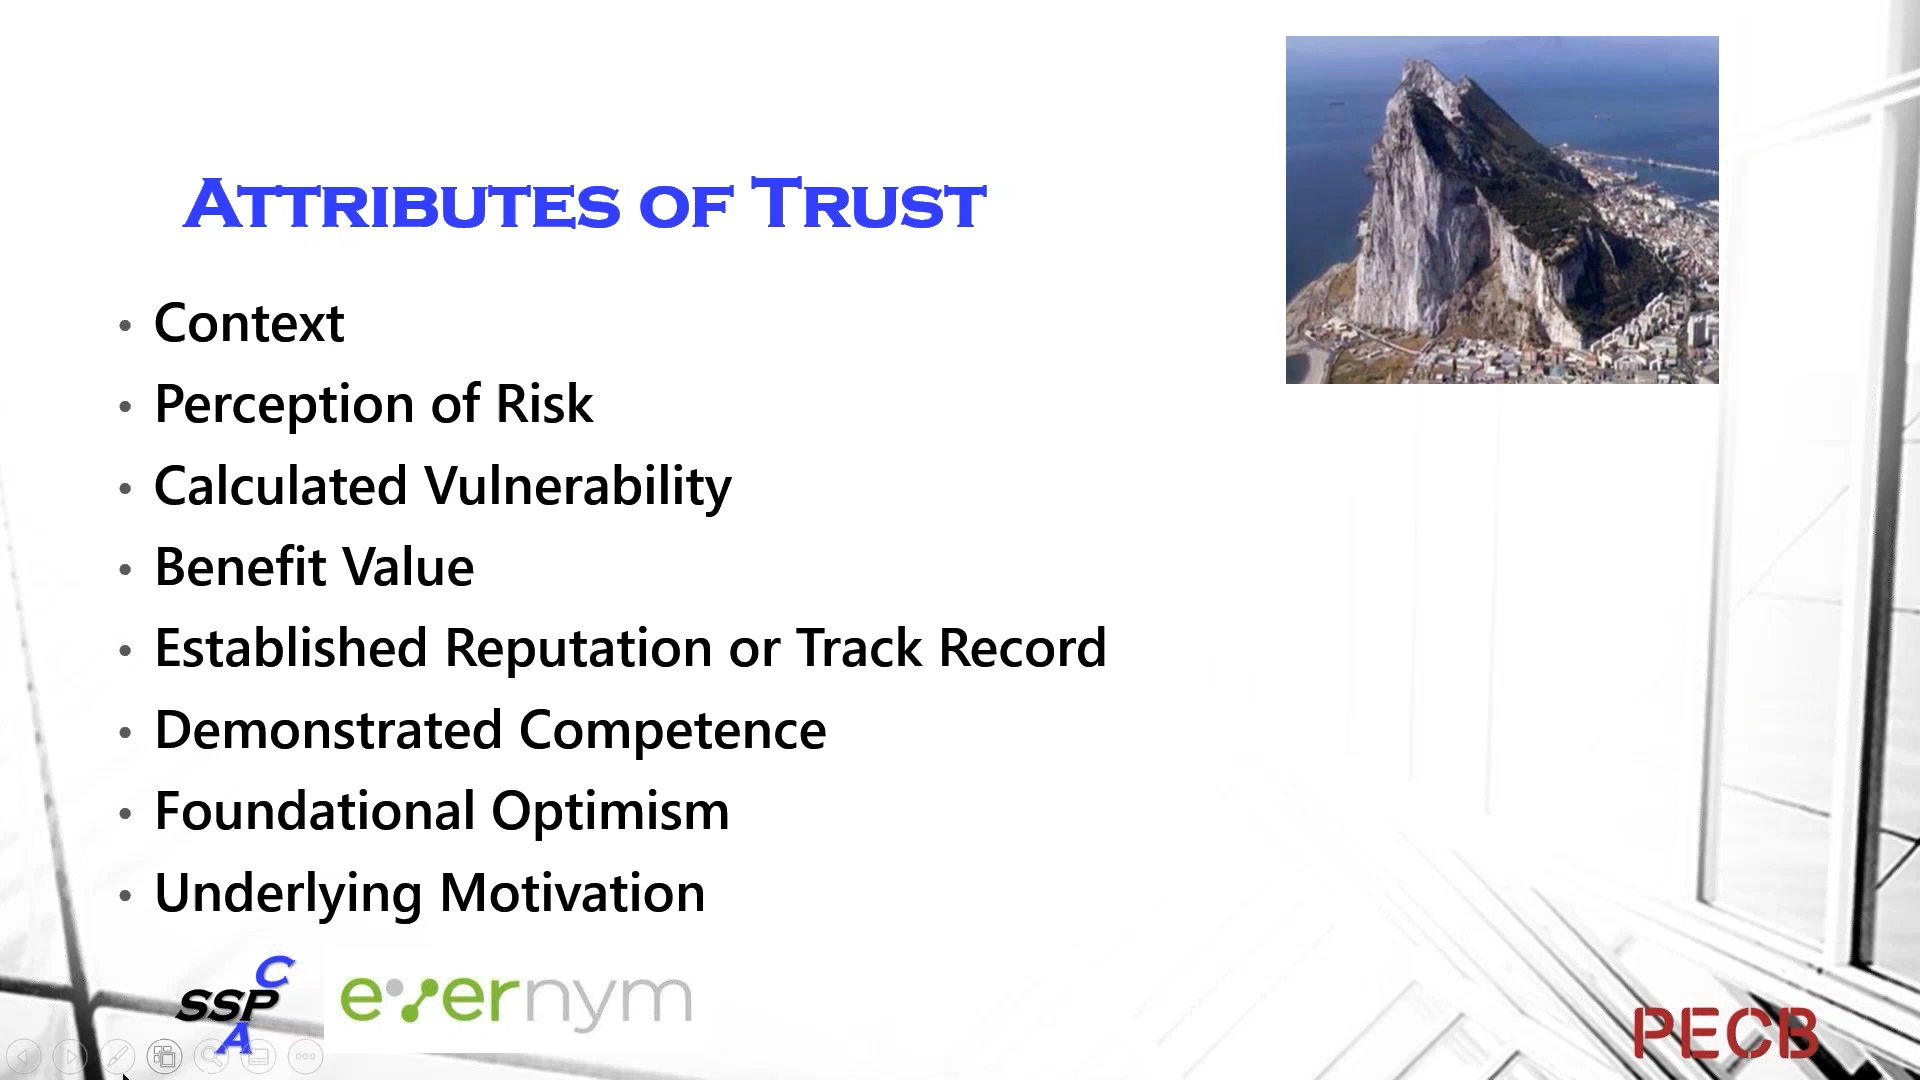 Attributes of Trust
• Context
• Perception of Risk
• Calculated Vulnerability
• Benefit Value
• Established Reputation or Track Record
• Demonstrated Competence
• Foundational Optimism
• Underlying Motivation
C
SSP
A
evernym
PECB